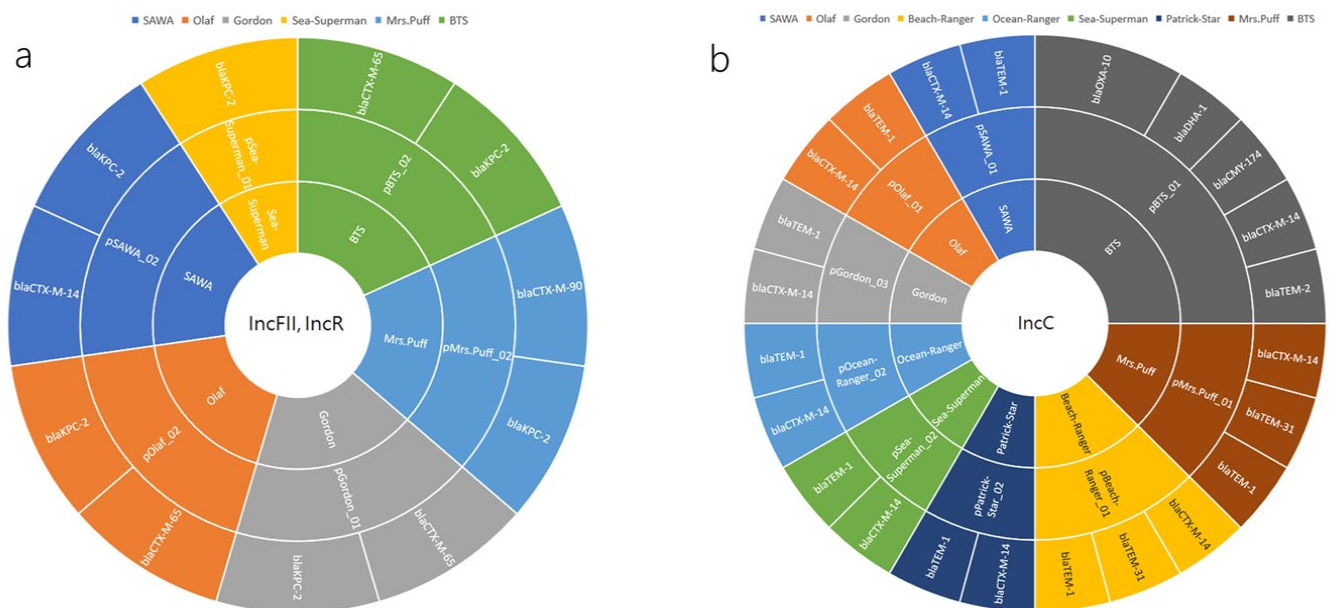 SAWA Olaf Gordon Sea-Superman Mrs.Puff BTS
a
blaCTX-M-65
blaKPC-2
pBTS_02
BTS
blaCTX-M-90
blaKPC-2
pMrs.Puff_02
Mrs.Puff
blaCTX-M-65
blaKPC-2
pGordon_01
Gordon
blaCTX-M-65
blaKPC-2
pOlaf_02
Olaf
blaCTX-M-14
blaKPC-2
pSAWA_02
SAWA
blaKPC-2
pSea-
Superman_01
Sea-
Superman
IncFII, IncR
SAWA Olaf Gordon Beach-Ranger Ocean-Ranger Sea-Superman Patrick-Star Mrs.Puff BTS
b
blaOXA-10
blaDHA-1
blaCMY-174
blaCTX-M-14
blaTEM-2
pBTS_01
BTS
blaCTX-M-14
blaTEM-31
blaTEM-1
pMrs.Puff_01
Mrs.Puff
blaCTX-M-14
blaTEM-31
blaTEM-1
pBeach-
Ranger_01
Beach-Ranger
blaCTX-M-14
blaTEM-1
pPatrick-
Star_02
Patrick-Star
blaCTX-M-14
blaTEM-1
pSea-
Superman_02
Sea-Superman
blaCTX-M-14
blaTEM-1
pOcean-
Ranger_02
Ocean-Ranger
blaCTX-M-14
blaTEM-1
pGordon_03
Gordon
blaCTX-M-14
blaTEM-1
pOlaf_01
Olaf
blaCTX-M-14
blaTEM-1
pSAWA_01
SAWA
IncC